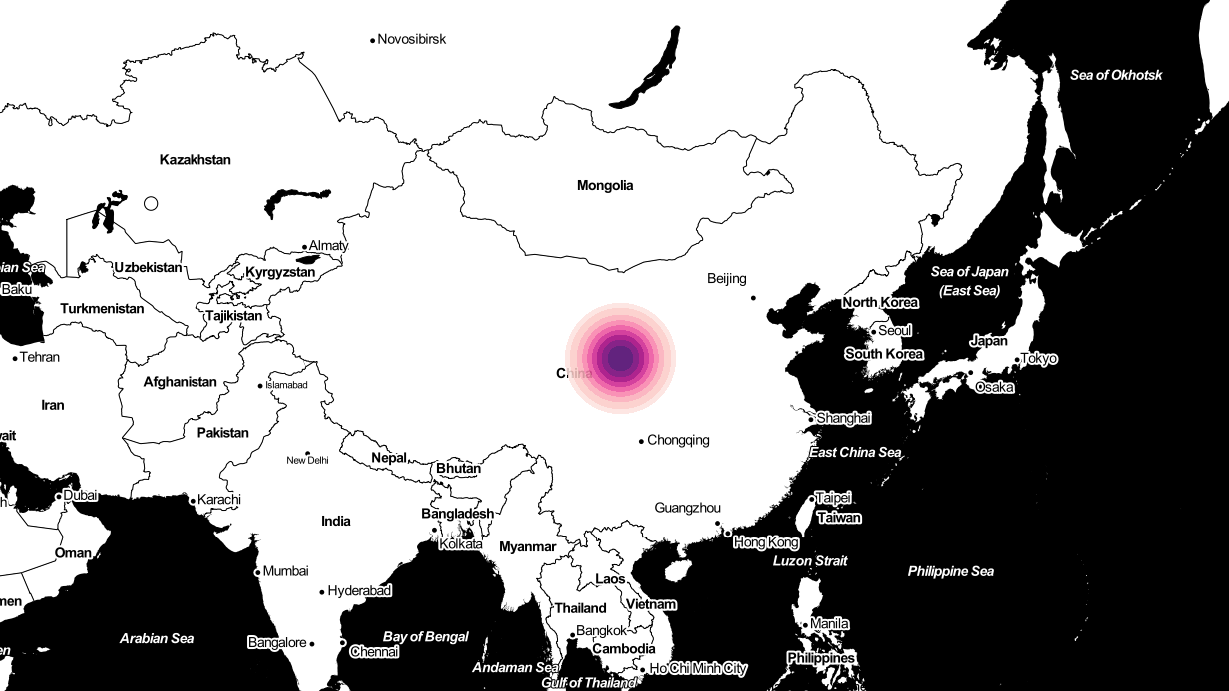 Novosibirsk
Sea of Okhotsk
Kazakhstan
Mongolia
Almaty
ian Sea
Uzbekistan
Kyrgyzstan
Beijing
Sea of Japan
(East Sea)
Baku
Turkmenistan
Tajikistan
North Korea
Seoul
Japan
South Korea
Tehran
Tokyo
China
Afghanistan
Islamabad
Osaka
Iran
Shanghai
Pakistan
vait
Chongqing
East China Sea
Nepal
New Delhi
Bhutan
Dubai
Karachi
Taipei
Guangzhou
Bangladesh
India
Taiwan
Kolkata
Hong Kong
Myanmar
Oman
Luzon Strait
Mumbai
Philippine Sea
Laos
Hyderabad
men
Thailand
Vietnam
Manila
Arabian Sea
Bay of Bengal
Bangkok
Bangalore
Chennai
Cambodia
en
Philippines
Andaman Sea
Ho Chi Minh City
Gulf of Thailand